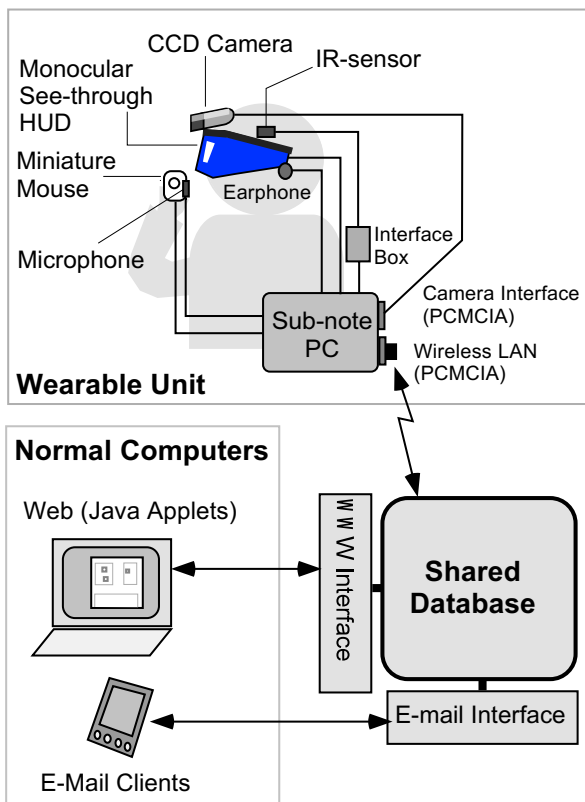 CCD Camera
IR-sensor
Monocular
See-through
HUD
Miniature
Mouse
Earphone
Microphone
Interface
Box
Camera Interface
(PCMCIA)
Sub-note
PC
Wireless LAN
(PCMCIA)
Wearable Unit
Normal Computers
Web (Java Applets)
WWW Interface
Shared
Database
E-mail Interface
E-Mail Clients